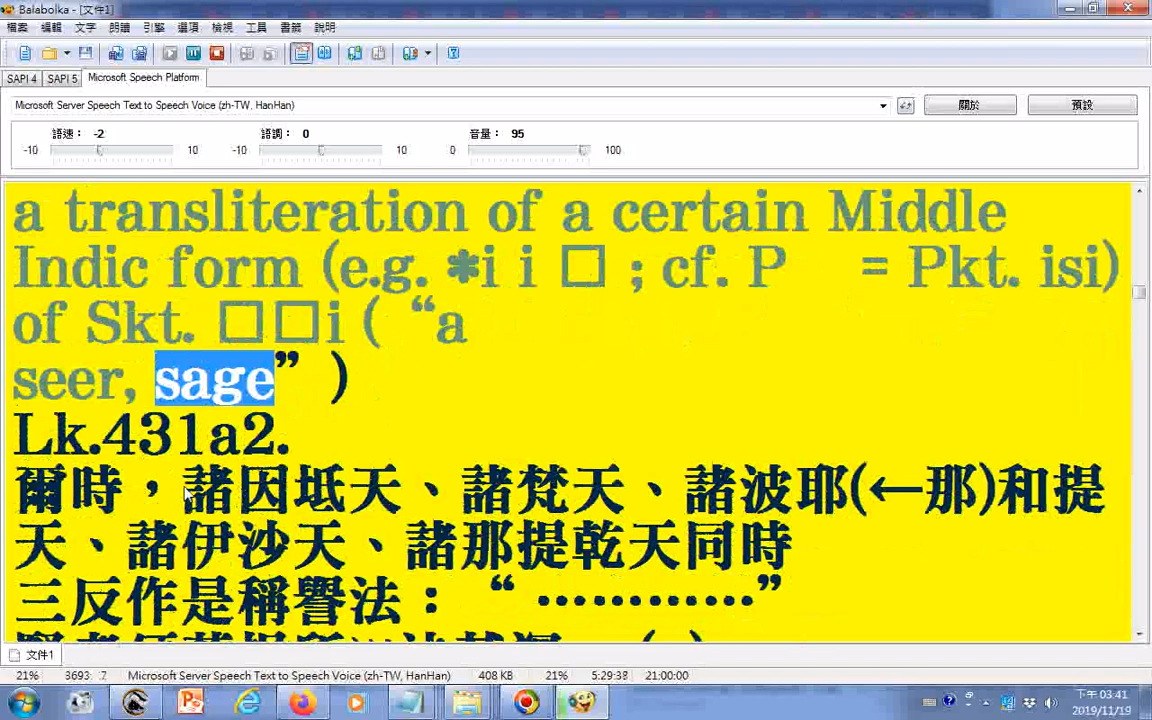 Balabolka - [文件1]
檔案 編輯 文字 朗讀 引擎 選項 檢視 工具 書籤 說明
SAPI 4 SAPI 5 Microsoft Speech Platform
Microsoft Server Speech Text to Speech Voice (zh-TW, HanHan) 關於 預設
語速： -2 語調： 0 音量： 95
-10 10 -10 10 0 100
a transliteration of a certain Middle
Indic form (e.g. *i i □ ; cf. P = Pkt. isi)
of Skt. □□i ( “a
seer, sage” )
Lk.431a2.
爾時，諸因坻天、諸梵天、諸波耶(←那)和提
天、諸伊沙天、諸那提乾天同時
三反作是稱譽法：“…………”
文件1
21% 3693: 7 Microsoft Server Speech Text to Speech Voice (zh-TW, HanHan) 408 KB 21% 5:29:38 21:00:00
下午 03:41
2019/11/19